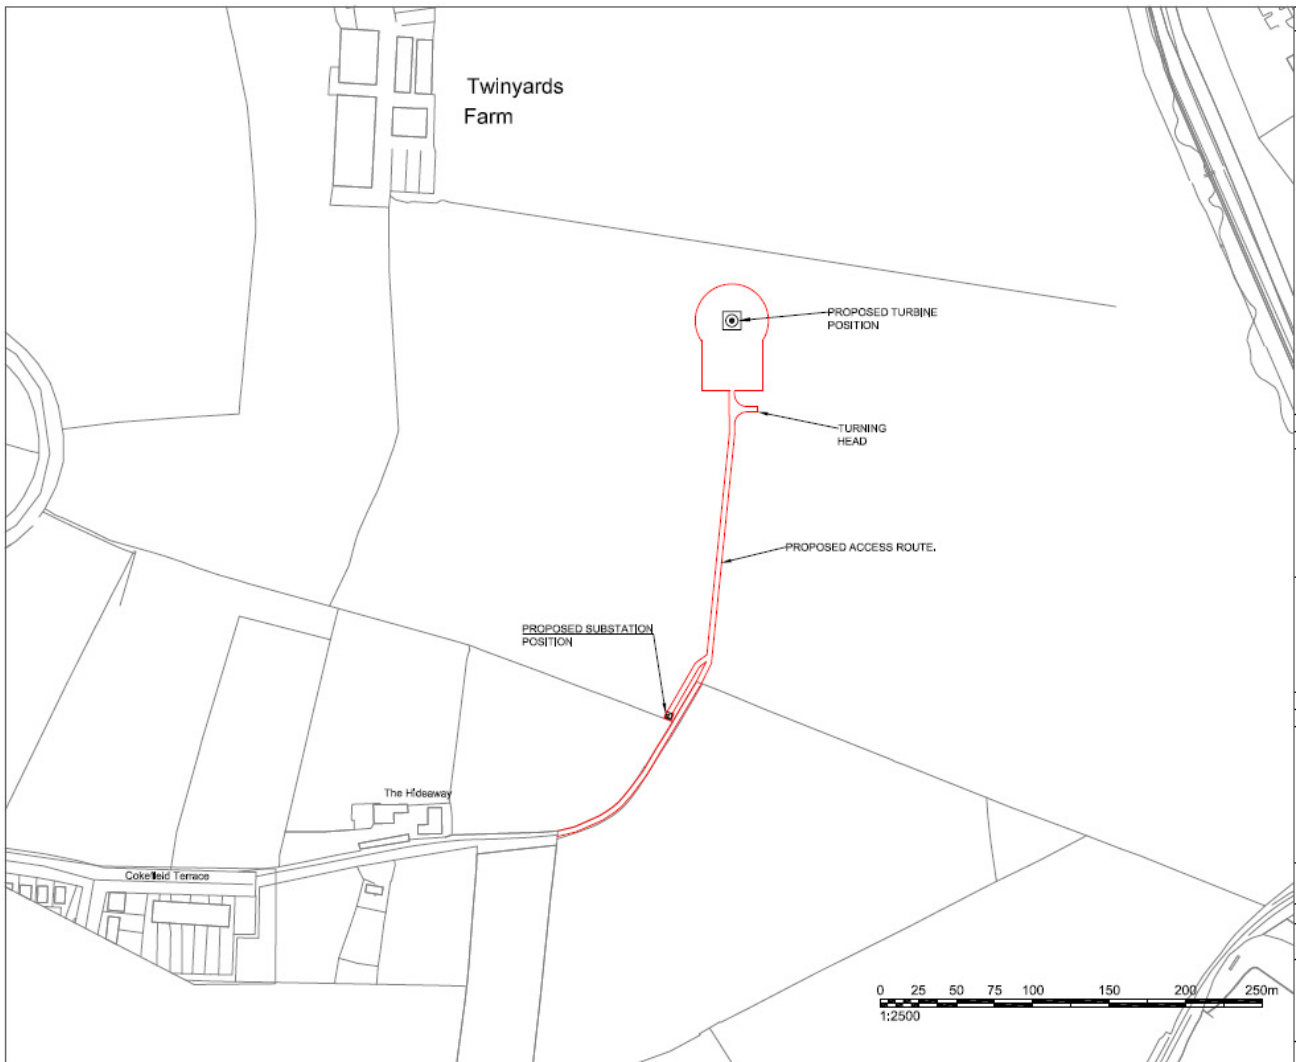 Twinyards
Farm
PROPOSED TURBINE
POSITION
TURNING
HEAD
PROPOSED ACCESS ROUTE.
PROPOSED SUBSTATION
POSITION
The Hideaway
Cokefield Terrace
0 25 50 75 100 150 200 250m
1:2500